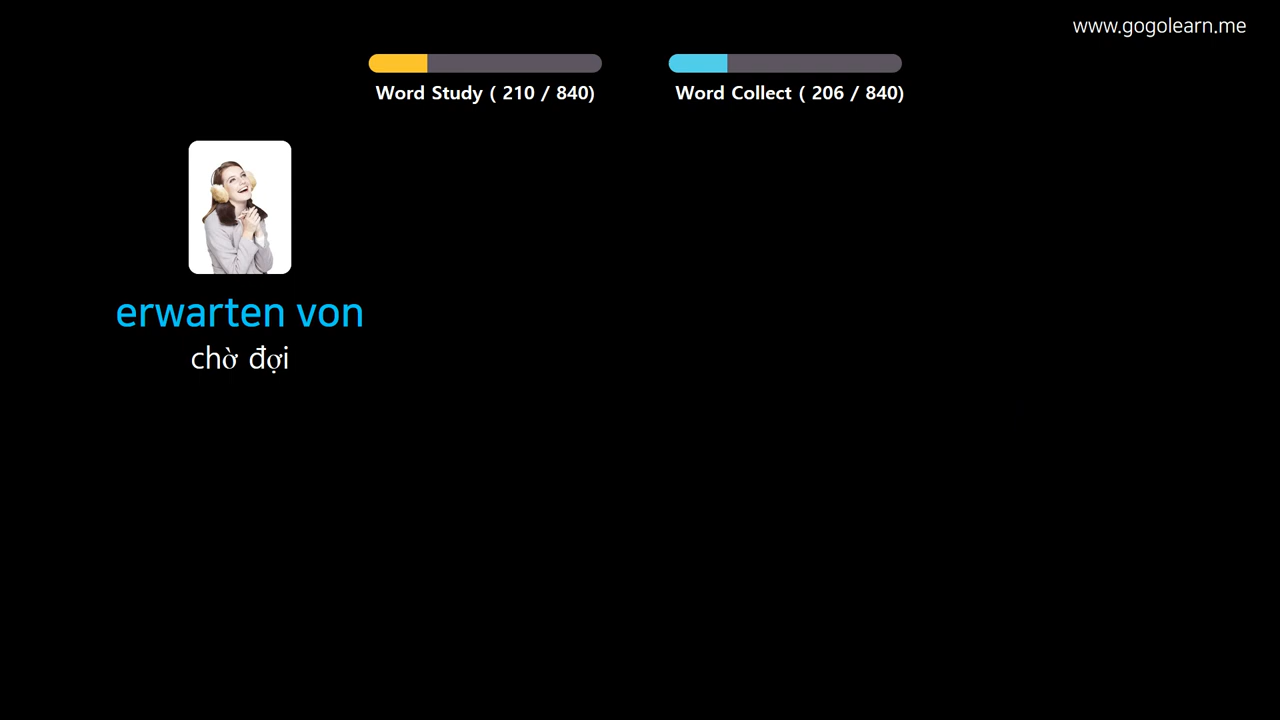 www.gogolearn.me
Word Study ( 210 / 840)
Word Collect ( 206 / 840)
erwarten von
chờ đợi